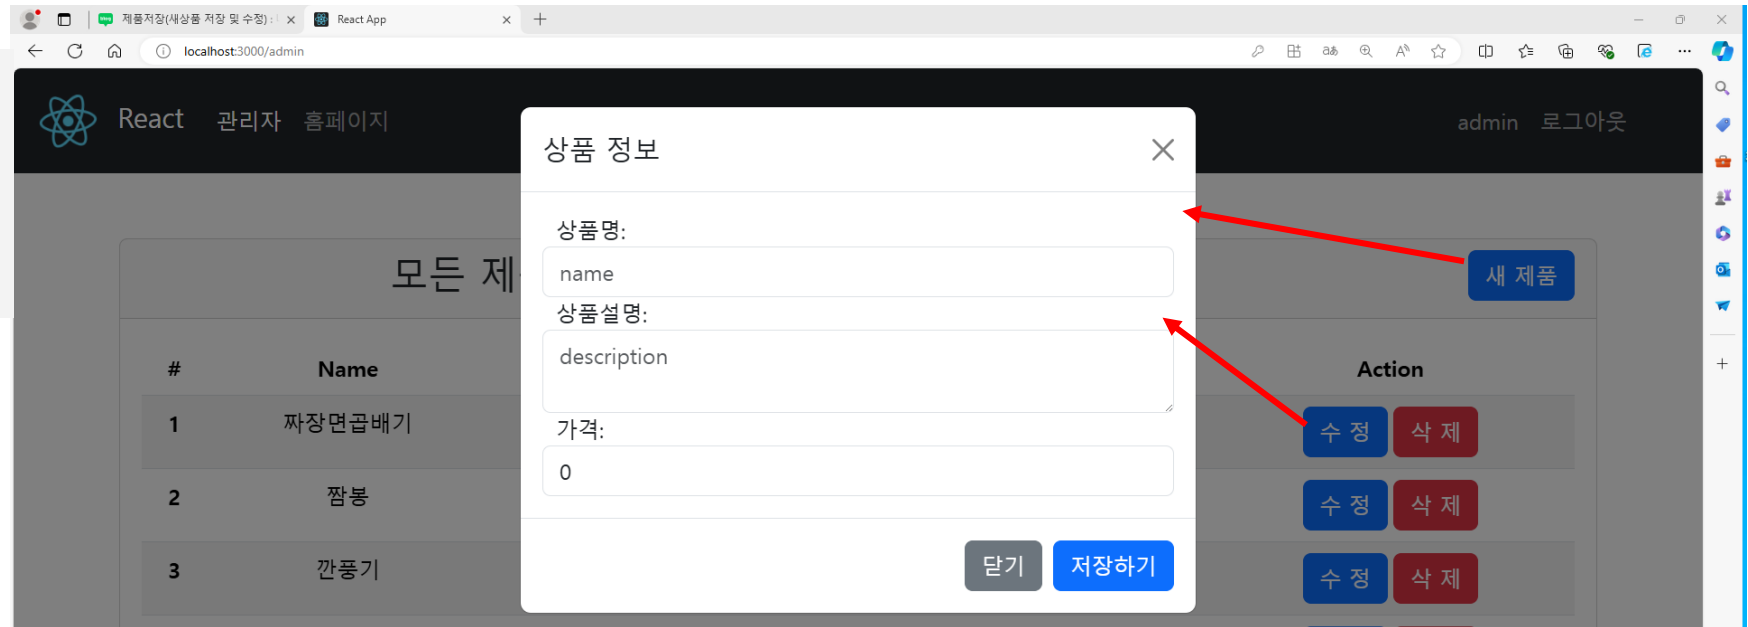 제품저장(새상품 저장 및 수정) :
React App
localhost:3000/admin
React 관리자 홈페이지 admin 로그아웃
상품 정보
모든 제
새 제품
상품명:
name
상품설명:
description
가격:
0
닫기 저장하기
# Name Action
1 짜장면곱배기 수 정 삭 제
2 짬봉 수 정 삭 제
3 깐풍기 수 정 삭 제